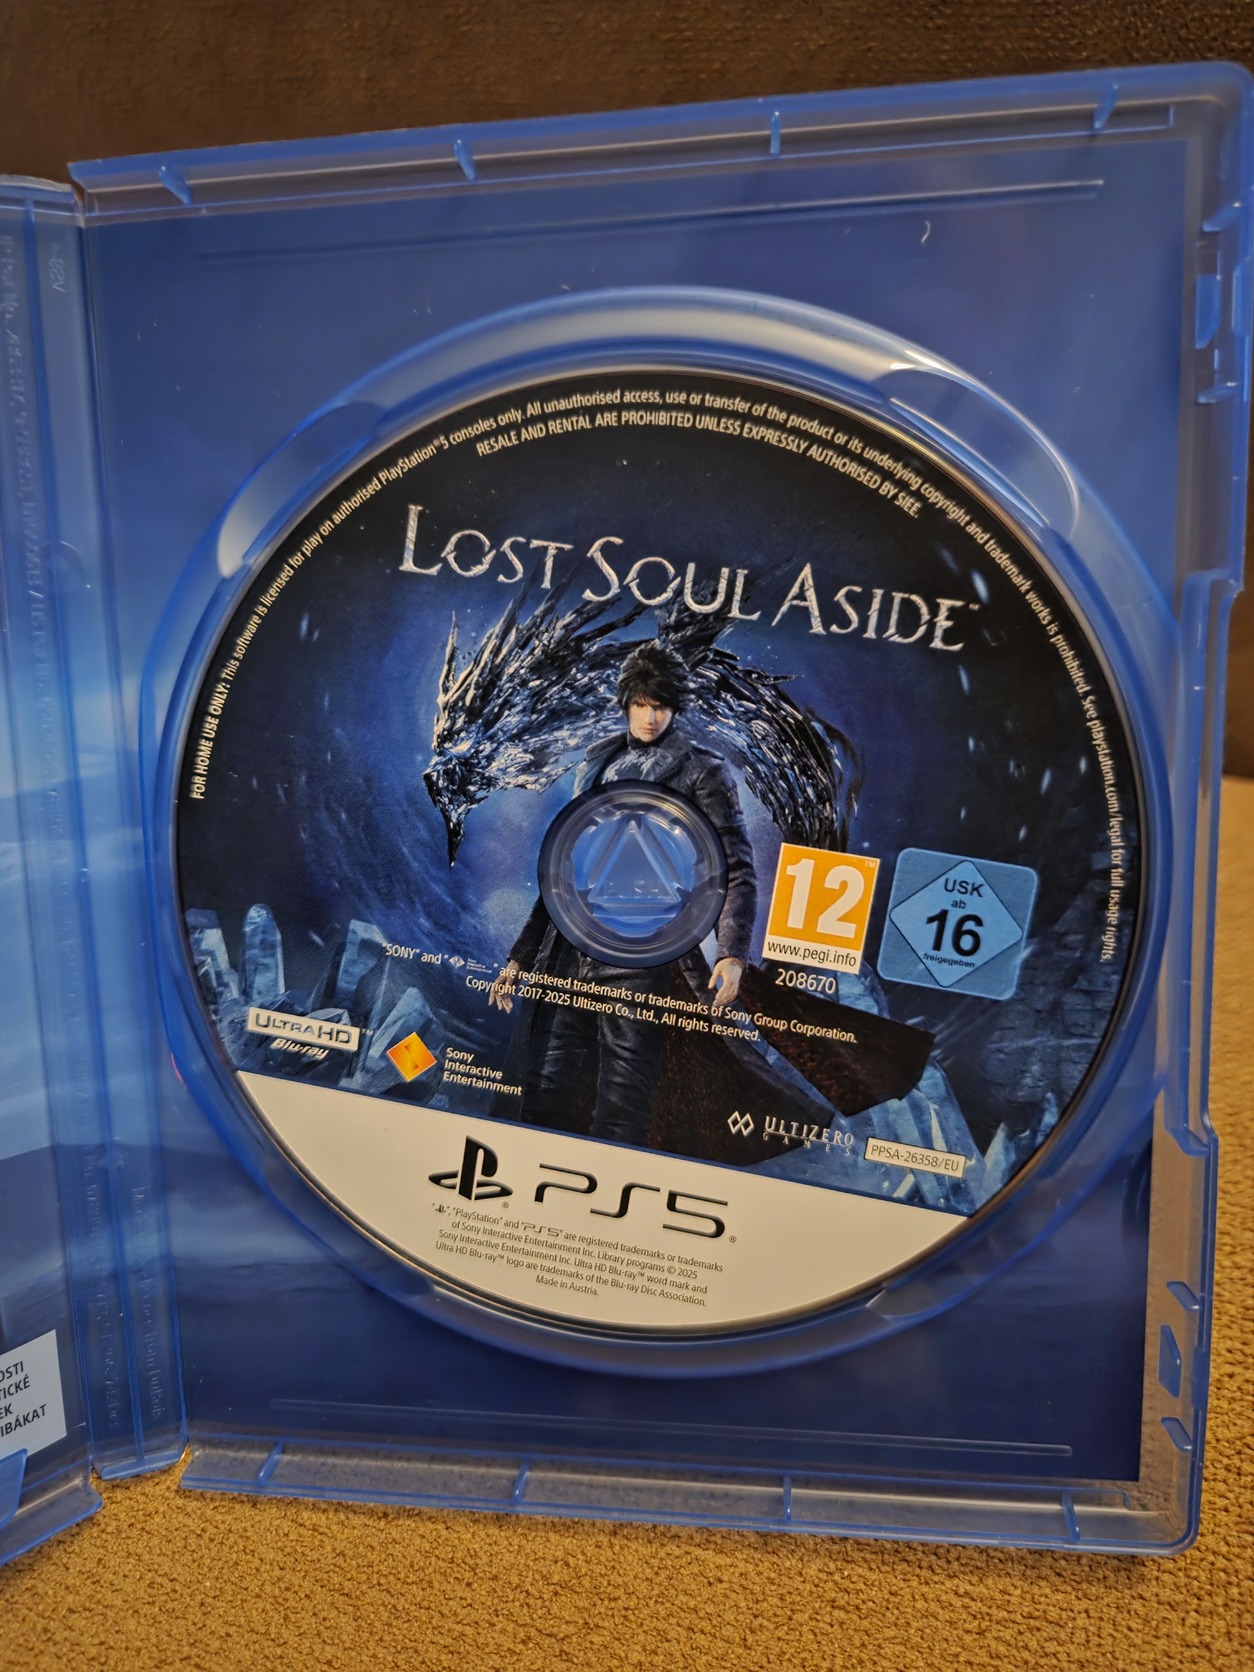 FOR HOME USE ONLY: This software is licensed for play on authorised PlayStation®5 consoles only. All unauthorised access, use or transfer of the product or its underlying copyright and trademark works is prohibited. See playstation.com/legal for full usage rights.
RESALE AND RENTAL ARE PROHIBITED UNLESS EXPRESSLY AUTHORISED BY SIEE.
LOST SOUL ASIDE™
12™
www.pegi.info
208670
USK
ab
16
freigegeben
"SONY" and " " are registered trademarks or trademarks of Sony Group Corporation.
Copyright 2017-2025 Ultizero Co., Ltd., All rights reserved.
ULTRA HD™
Blu-ray
Sony
Interactive
Entertainment
ULTIZERO
GAMES
PPSA-26358/EU
PS5®
" ", "PlayStation" and "PS5" are registered trademarks or trademarks
of Sony Interactive Entertainment Inc. Library programs © 2025
Sony Interactive Entertainment Inc. Ultra HD Blu-ray™ word mark and
Ultra HD Blu-ray™ logo are trademarks of the Blu-ray Disc Association.
Made in Austria.
OSTI
TICKÉ
EK
IBÁKAT